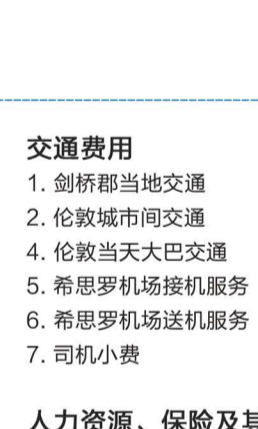 交通费用
1. 剑桥郡当地交通
2. 伦敦城市间交通
4. 伦敦当天大巴交通
5. 希思罗机场接机服务
6. 希思罗机场送机服务
7. 司机小费
人力资源、保险及其